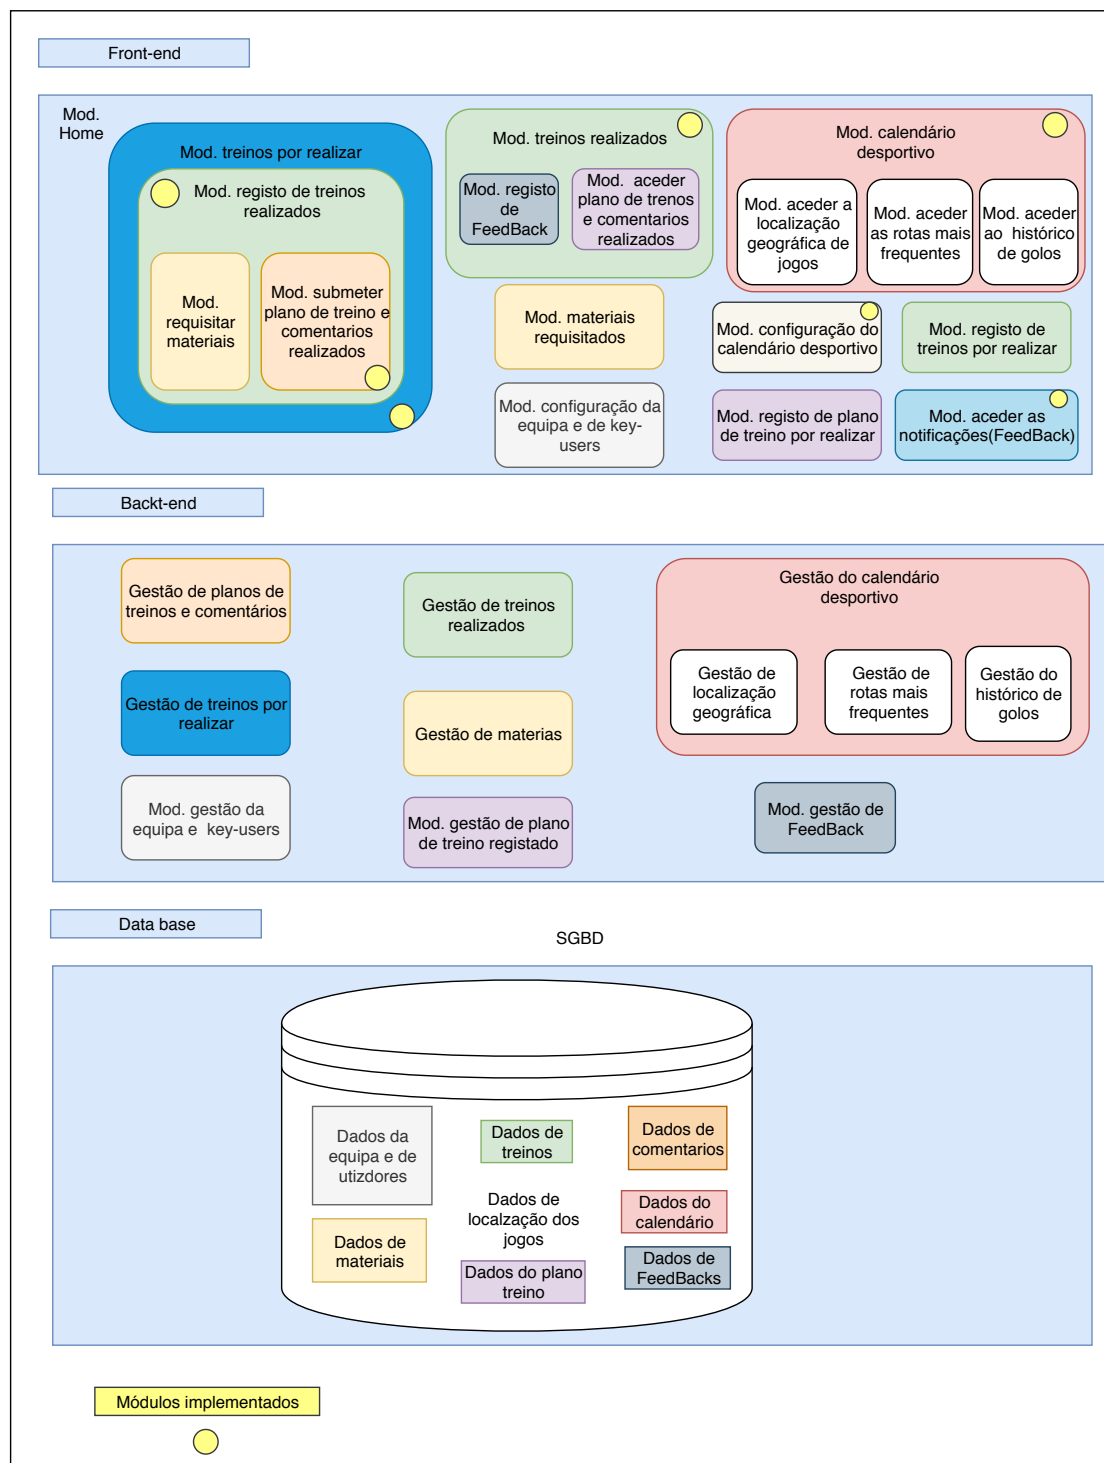 Front-end
Mod.
Home
Mod. treinos por realizar
Mod. registo de treinos
realizados
Mod.
requisitar
materiais
Mod. submeter
plano de treino e
comentarios
realizados
Mod. treinos realizados
Mod. registo
de
FeedBack
Mod.  aceder
plano de trenos
e comentarios
realizados
Mod. calendário
desportivo
Mod. aceder a
localização
geográfica de
jogos
Mod. aceder
as rotas mais
frequentes
Mod. aceder
ao  histórico
de golos
Mod. materiais
requisitados
Mod. configuração do
calendário desportivo
Mod. registo de
treinos por realizar
Mod. configuração da
equipa e de key-
users
Mod. registo de plano
de treino por realizar
Mod. aceder as
notificações(FeedBack)
Backt-end
Gestão de planos de
treinos e comentários
Gestão de treinos
realizados
Gestão do calendário
desportivo
Gestão de
localização
geográfica
Gestão de
rotas mais
frequentes
Gestão do
histórico de
golos
Gestão de treinos por
realizar
Gestão de materias
Mod. gestão da
equipa e  key-users
Mod. gestão de plano
de treino registado
Mod. gestão de
FeedBack
Data base
SGBD
Dados da
equipa e de
utizdores
Dados de
treinos
Dados de
comentarios
Dados de
localzação dos
jogos
Dados do
calendário
Dados de
materiais
Dados do plano
treino
Dados de
FeedBacks
Módulos implementados